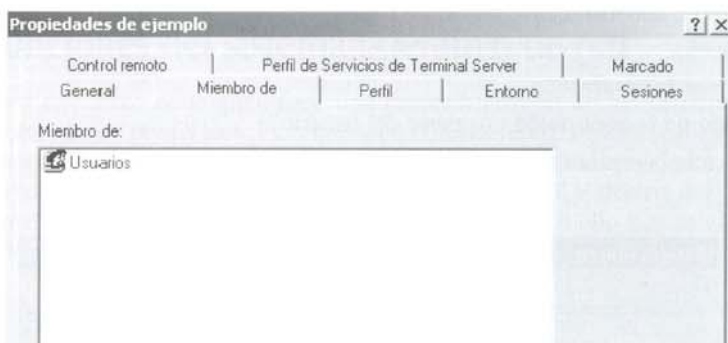 Propiedades de ejemplo
Control remoto Perfil de Servicios de Terminal Server Marcado
General Miembro de Perfil Entorno Sesiones
Miembro de:
Usuarios